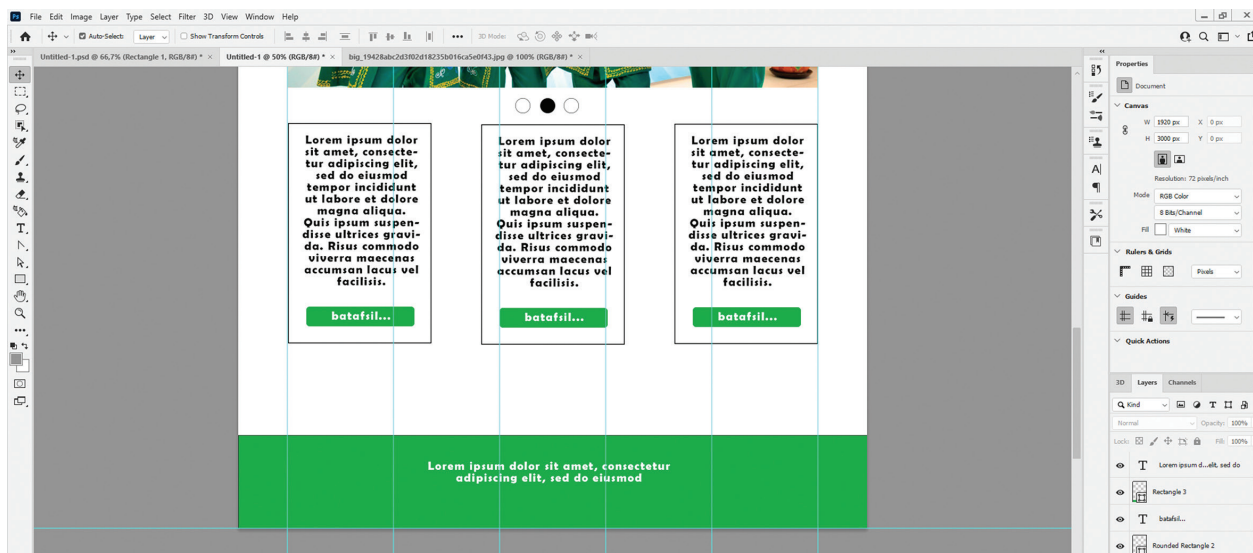 Ps File Edit Image Layer Type Select Filter 3D View Window Help
Auto-Select: Layer Show Transform Controls 3D Mode:
Untitled-1.psd @ 66,7% (Rectangle 1, RGB/8#) * × Untitled-1 @ 50% (RGB/8#) * × big_19428abc2d3f02d18235b016ca5e0f43.jpg @ 100% (RGB/8#) * ×
Lorem ipsum dolor
sit amet, consecte-
tur adipiscing elit,
sed do eiusmod
tempor incididunt
ut labore et dolore
magna aliqua.
Quis ipsum suspen-
disse ultrices gravi-
da. Risus commodo
viverra maecenas
accumsan lacus vel
facilisis.
batafsil...
Lorem ipsum dolor
sit amet, consecte-
tur adipiscing elit,
sed do eiusmod
tempor incididunt
ut labore et dolore
magna aliqua.
Quis ipsum suspen-
disse ultrices gravi-
da. Risus commodo
viverra maecenas
accumsan lacus vel
facilisis.
batafsil...
Lorem ipsum dolor
sit amet, consecte-
tur adipiscing elit,
sed do eiusmod
tempor incididunt
ut labore et dolore
magna aliqua.
Quis ipsum suspen-
disse ultrices gravi-
da. Risus commodo
viverra maecenas
accumsan lacus vel
facilisis.
batafsil...
Lorem ipsum dolor sit amet, consectetur
adipiscing elit, sed do eiusmod
Properties
Document
Canvas
W 1920 px X 0 px
H 3000 px Y 0 px
Resolution: 72 pixels/inch
Mode RGB Color
8 Bits/Channel
Fill White
Rulers & Grids
Pixels
Guides
Quick Actions
3D Layers Channels
Kind
Normal Opacity: 100%
Lock: Fill: 100%
Lorem ipsum d...elit, sed do
Rectangle 3
batafsil...
Rounded Rectangle 2